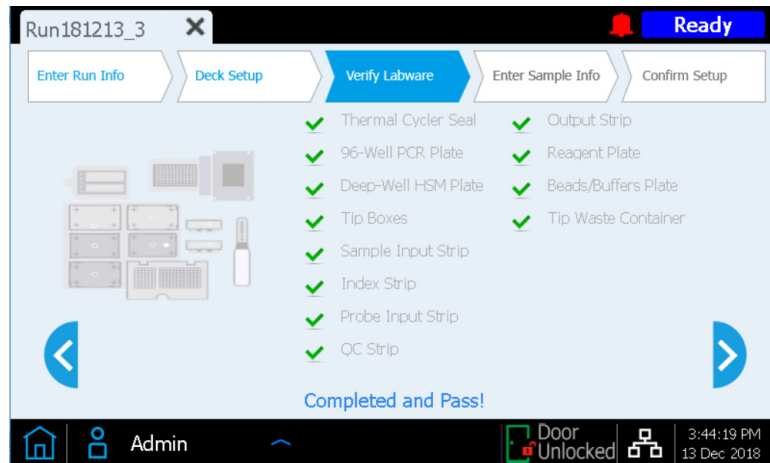 Run181213_3
Ready
Enter Run Info
Deck Setup
Verify Labware
Enter Sample Info
Confirm Setup
Thermal Cycler Seal
96-Well PCR Plate
Deep-Well HSM Plate
Tip Boxes
Sample Input Strip
Index Strip
Probe Input Strip
QC Strip
Output Strip
Reagent Plate
Beads/Buffers Plate
Tip Waste Container
Completed and Pass!
Admin
Door
Unlocked
3:44:19 PM
13 Dec 2018